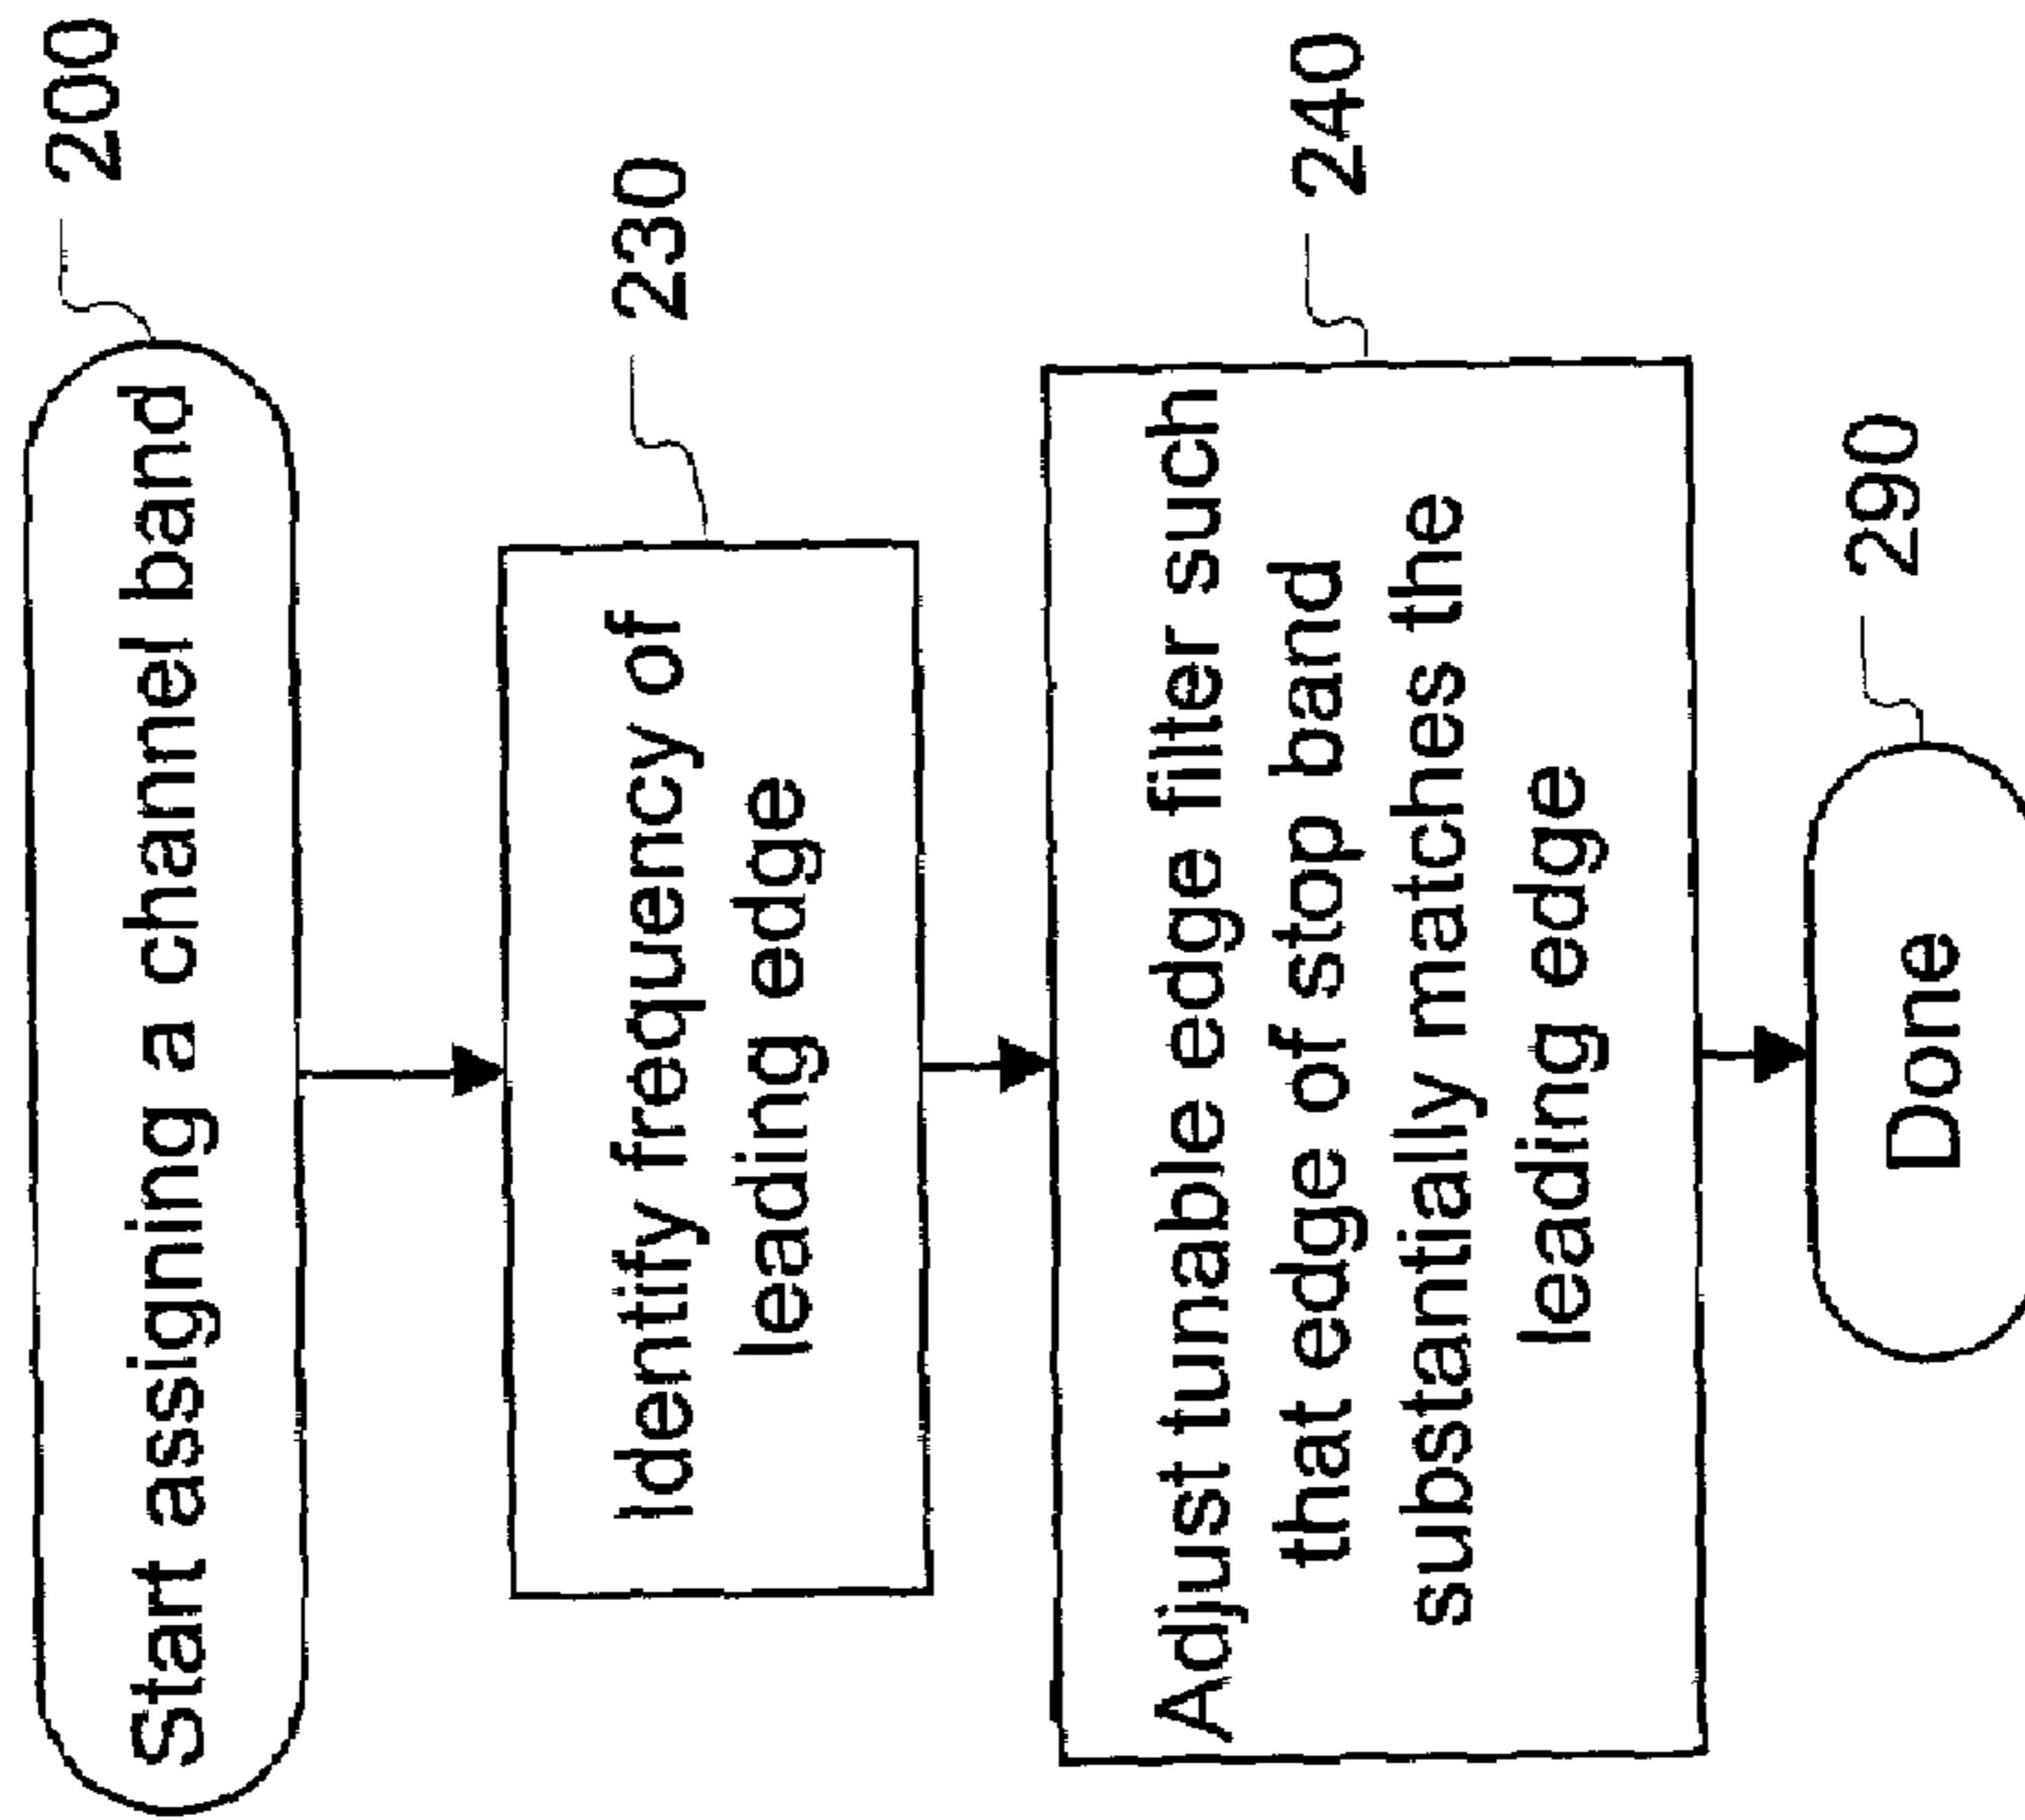 Start assigning a channel band
200
Identify frequency of
leading edge
230
Adjust tunable edge filter such
that edge of stop band
substantially matches the
leading edge
240
Done
290